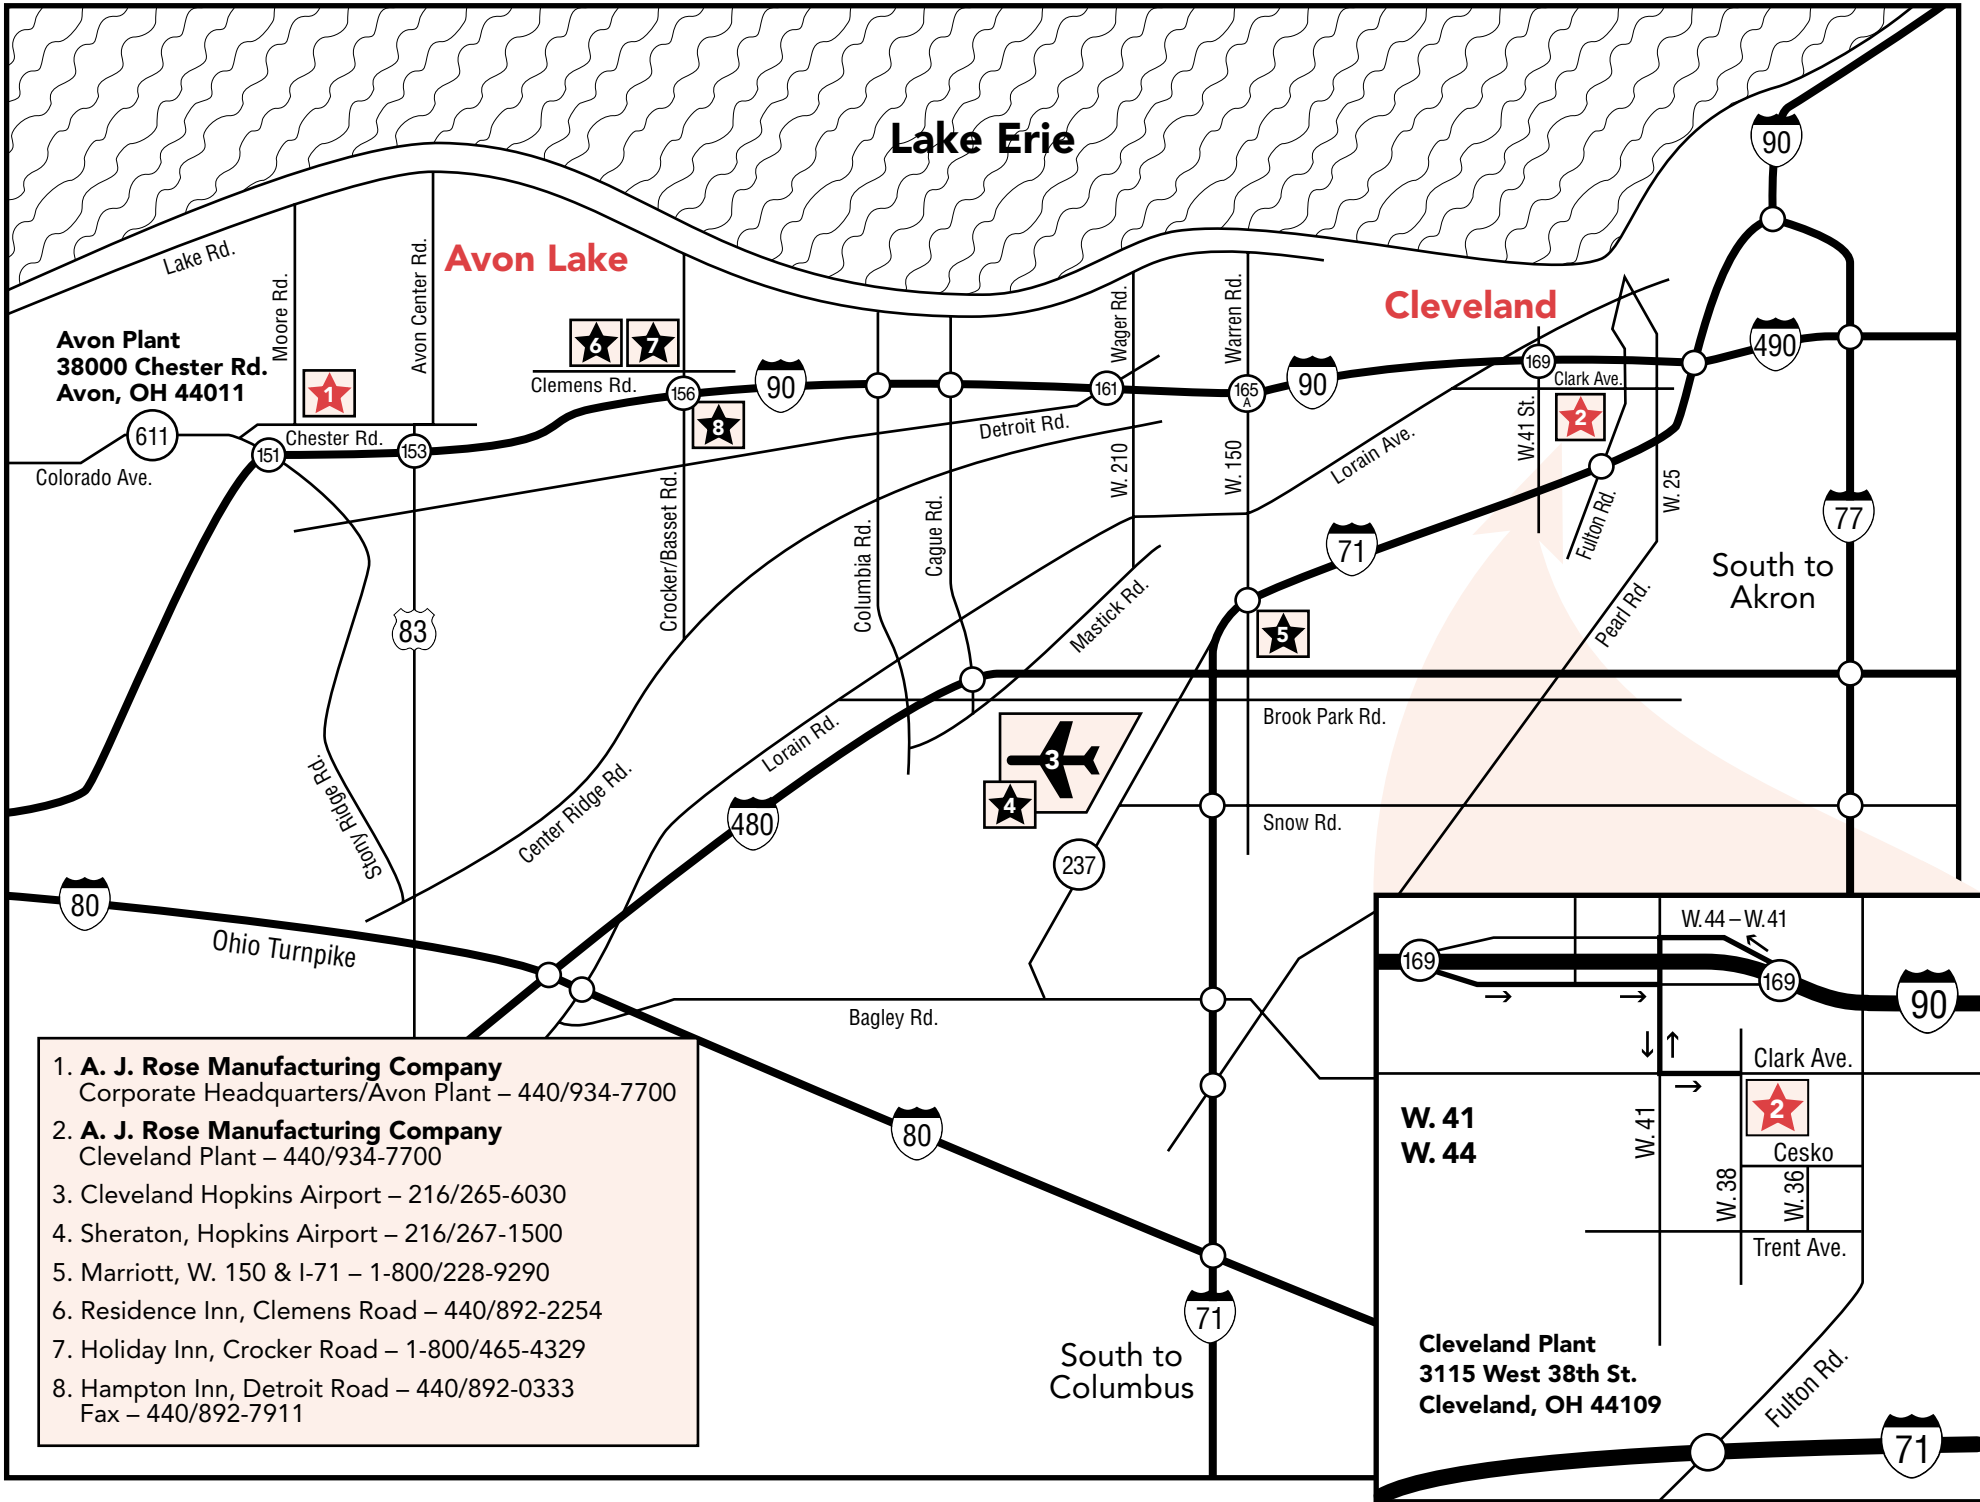 Lake Erie
90
Lake Rd.
Moore Rd.
Avon Center Rd.
Avon Lake
Wager Rd.
Warren Rd.
Cleveland
Avon Plant
38000 Chester Rd.
Avon, OH 44011
1
6
7
Clemens Rd.
156
90
8
161
165
A
90
169
Clark Ave.
490
2
611
Colorado Ave.
151
Chester Rd.
153
Detroit Rd.
W. 210
W. 150
Lorain Ave.
W.41 St.
Fulton Rd.
W. 25
77
71
South to
Akron
83
Crocker/Basset Rd.
Columbia Rd.
Cague Rd.
Mastick Rd.
5
Pearl Rd.
Brook Park Rd.
Stony Ridge Rd.
Center Ridge Rd.
Lorain Rd.
480
3
4
Snow Rd.
237
80
Ohio Turnpike
Bagley Rd.
80
71
South to
Columbus
1. A. J. Rose Manufacturing Company
Corporate Headquarters/Avon Plant – 440/934-7700
2. A. J. Rose Manufacturing Company
Cleveland Plant – 440/934-7700
3. Cleveland Hopkins Airport – 216/265-6030
4. Sheraton, Hopkins Airport – 216/267-1500
5. Marriott, W. 150 & I-71 – 1-800/228-9290
6. Residence Inn, Clemens Road – 440/892-2254
7. Holiday Inn, Crocker Road – 1-800/465-4329
8. Hampton Inn, Detroit Road – 440/892-0333
Fax – 440/892-7911
W. 44 – W. 41
169
169
90
Clark Ave.
2
W. 41
W. 44
W. 41
Cesko
W. 38
W. 36
Trent Ave.
Cleveland Plant
3115 West 38th St.
Cleveland, OH 44109
Fulton Rd.
71